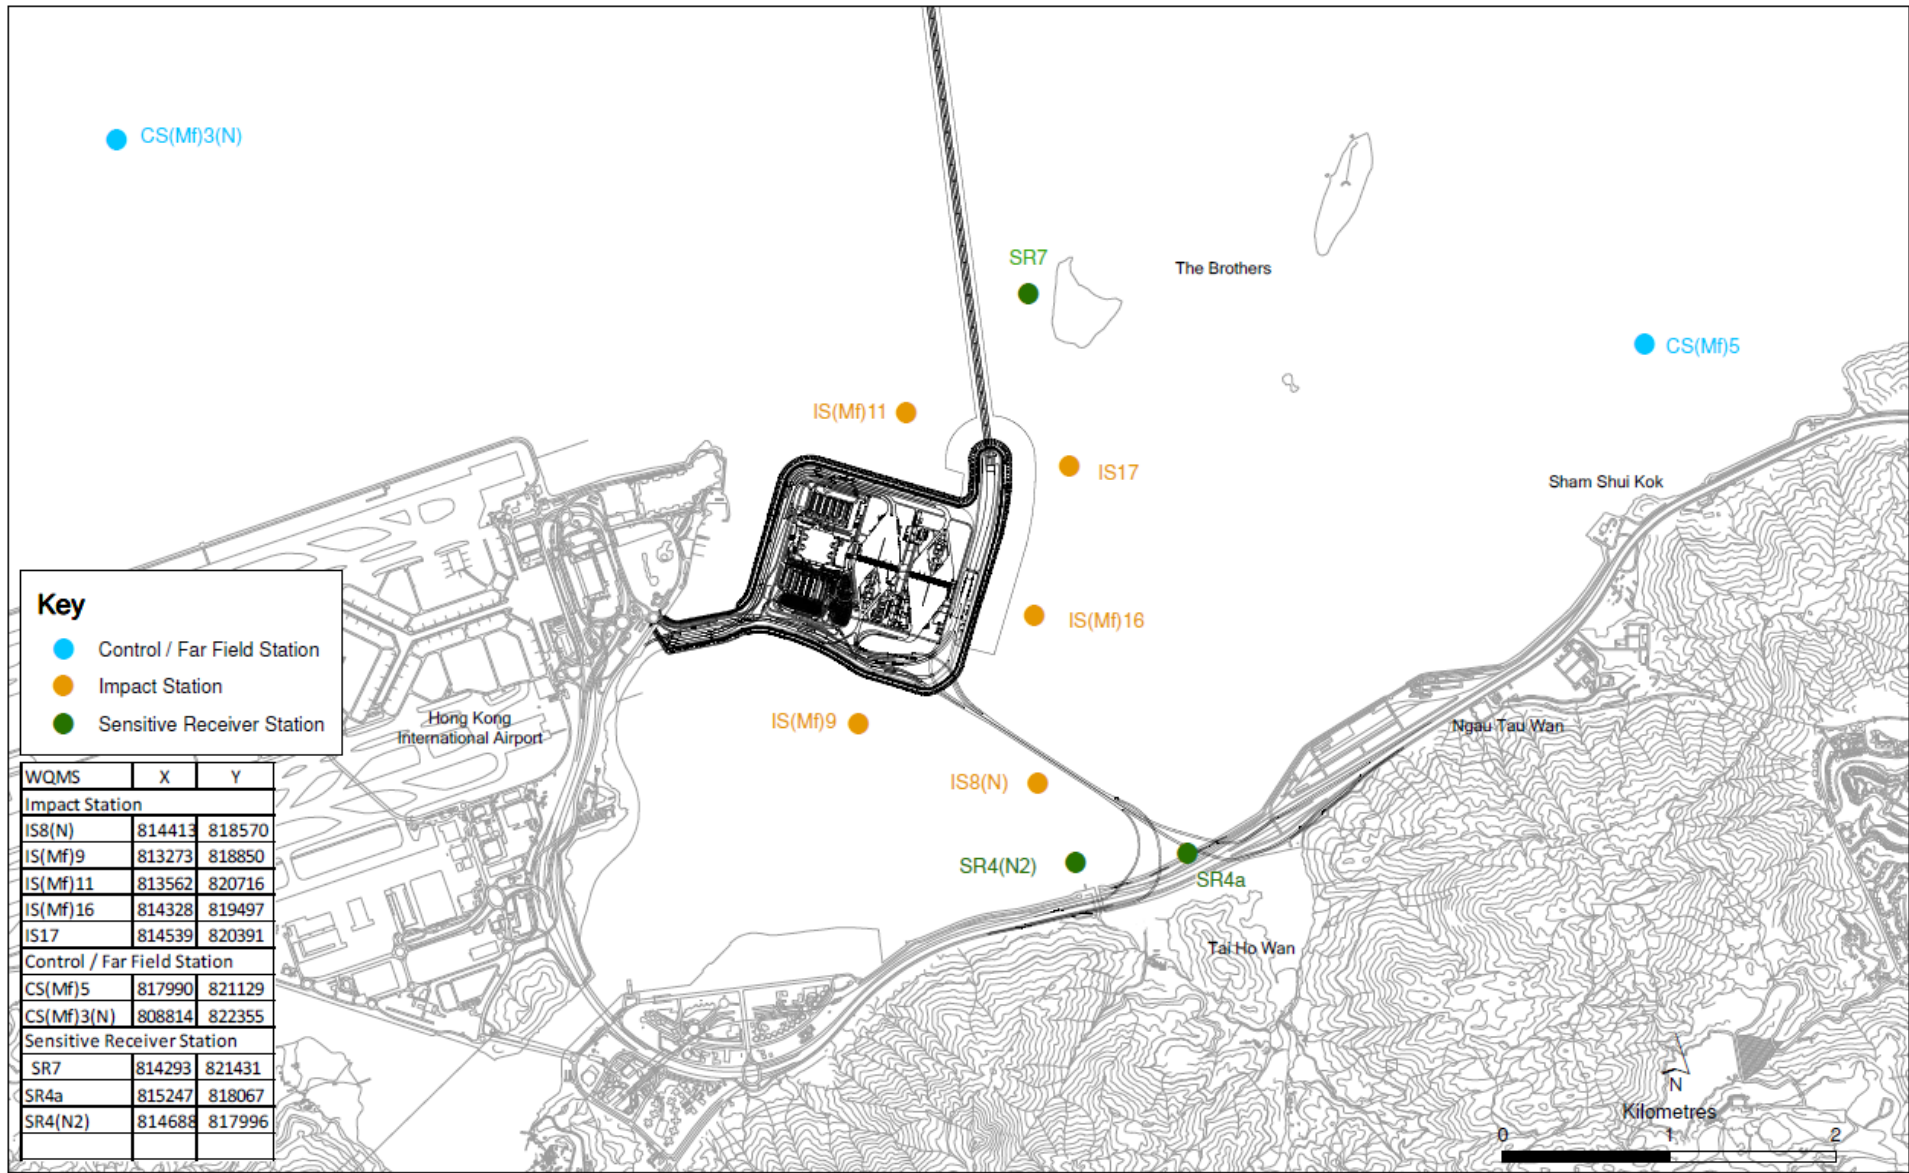 CS(Mf)3(N)
SR7
The Brothers
CS(Mf)5
IS(Mf)11
IS17
Sham Shui Kok
IS(Mf)16
Key
Control / Far Field Station
Impact Station
Sensitive Receiver Station
Hong Kong
International Airport
IS(Mf)9
Ngau Tau Wan
IS8(N)
SR4(N2)
SR4a
Tai Ho Wan
WQMS X Y
Impact Station
IS8(N) 814413 818570
IS(Mf)9 813273 818850
IS(Mf)11 813562 820716
IS(Mf)16 814328 819497
IS17 814539 820391
Control / Far Field Station
CS(Mf)5 817990 821129
CS(Mf)3(N) 808814 822355
Sensitive Receiver Station
SR7 814293 821431
SR4a 815247 818067
SR4(N2) 814688 817996
N
Kilometres
0 1 2